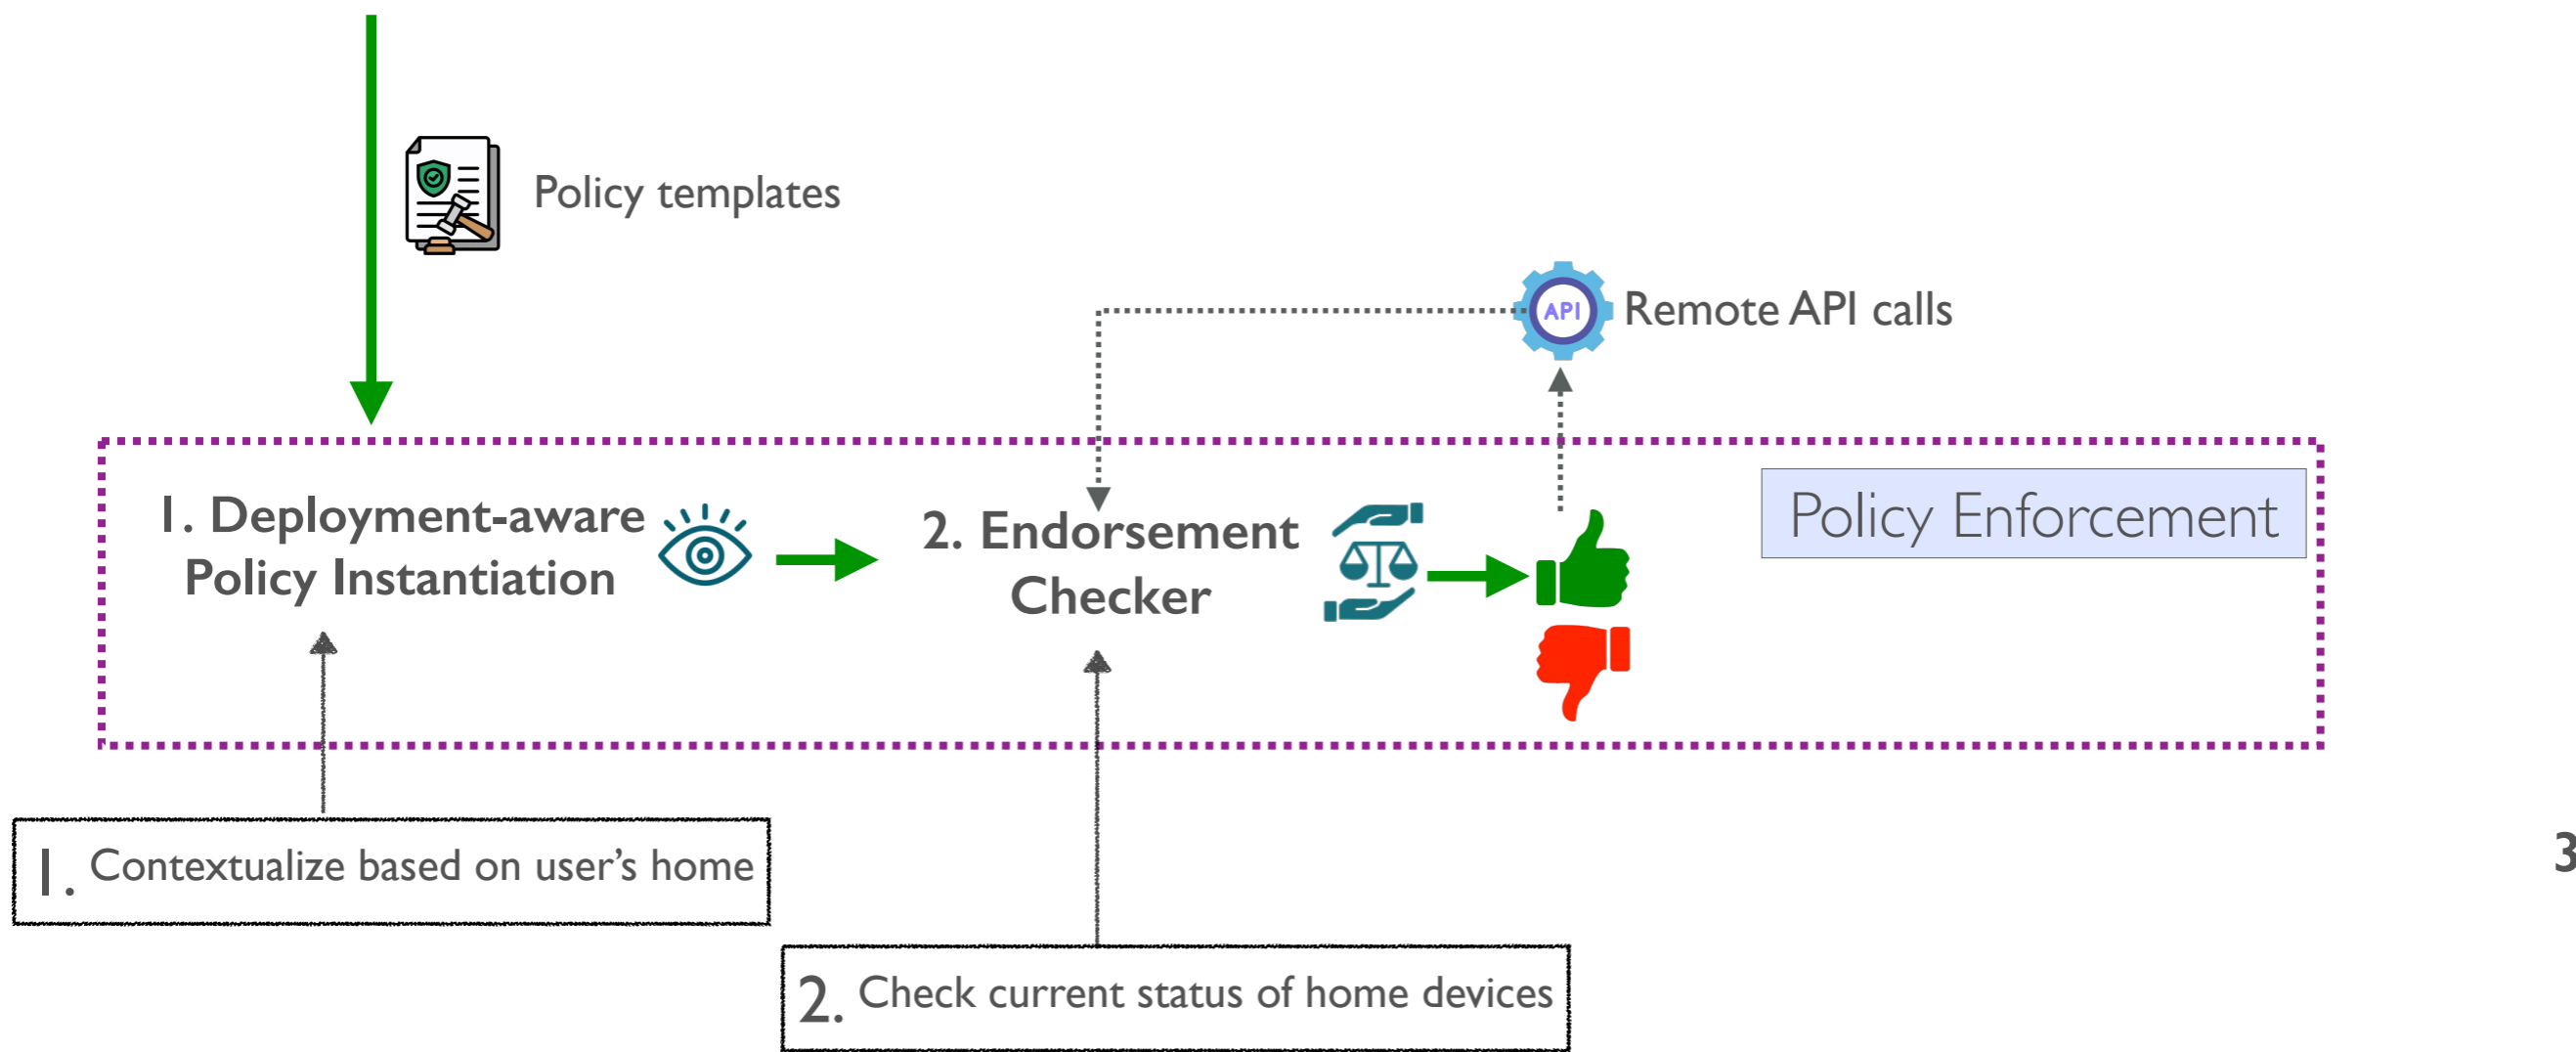 Policy templates
API
Remote API calls
1. Deployment-aware
Policy Instantiation
2. Endorsement
Checker
Policy Enforcement
1. Contextualize based on user’s home
3
2. Check current status of home devices